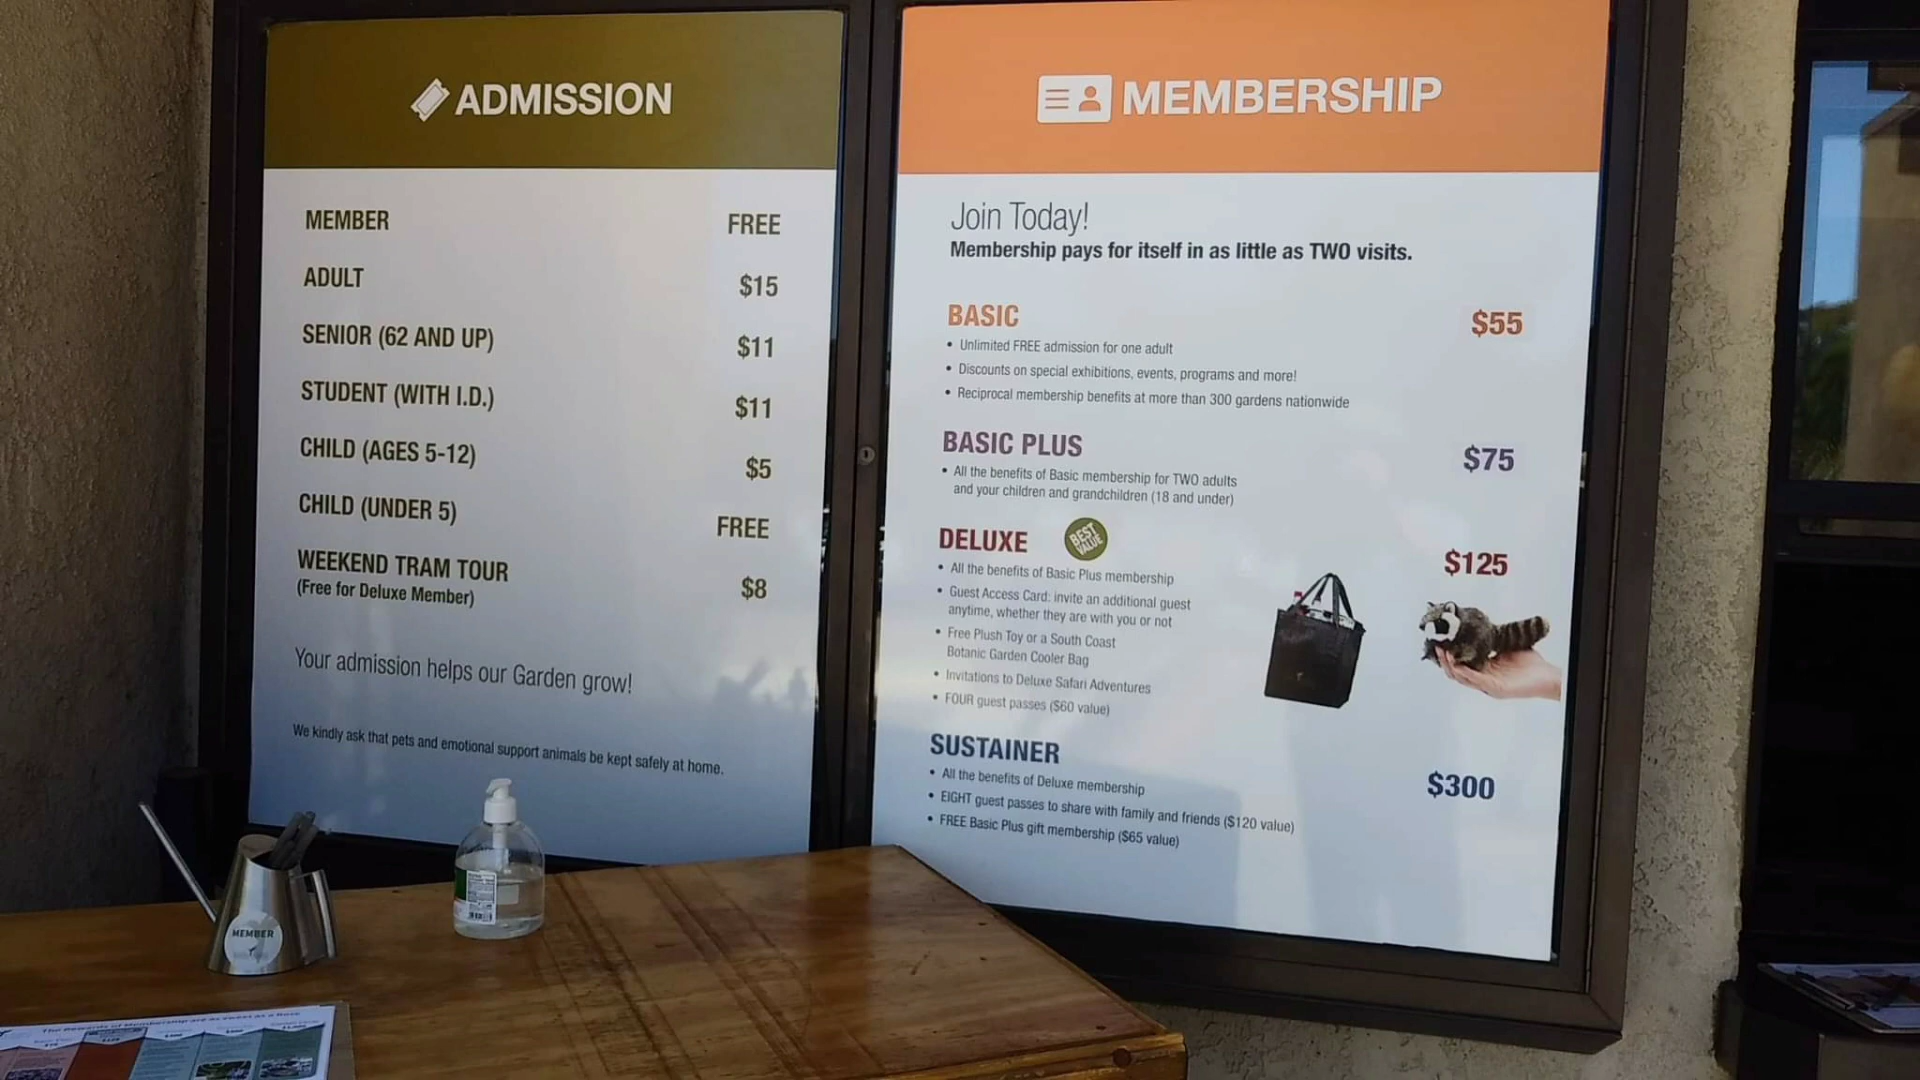 ADMISSION
MEMBER FREE
ADULT $15
SENIOR (62 AND UP) $11
STUDENT (WITH I.D.) $11
CHILD (AGES 5-12) $5
CHILD (UNDER 5) FREE
WEEKEND TRAM TOUR $8
(Free for Deluxe Member)
Your admission helps our Garden grow!
We kindly ask that pets and emotional support animals be kept safely at home.
MEMBERSHIP
Join Today!
Membership pays for itself in as little as TWO visits.
BASIC $55
• Unlimited FREE admission for one adult
• Discounts on special exhibitions, events, programs and more!
• Reciprocal membership benefits at more than 300 gardens nationwide
BASIC PLUS $75
• All the benefits of Basic membership for TWO adults
and your children and grandchildren (18 and under)
DELUXE BEST VALUE $125
• All the benefits of Basic Plus membership
• Guest Access Card: invite an additional guest
anytime, whether they are with you or not
• Free Plush Toy or a South Coast
Botanic Garden Cooler Bag
• Invitations to Deluxe Safari Adventures
• FOUR guest passes ($60 value)
SUSTAINER $300
• All the benefits of Deluxe membership
• EIGHT guest passes to share with family and friends ($120 value)
• FREE Basic Plus gift membership ($65 value)
MEMBER
The Rewards of Membership are as sweet as a Rose